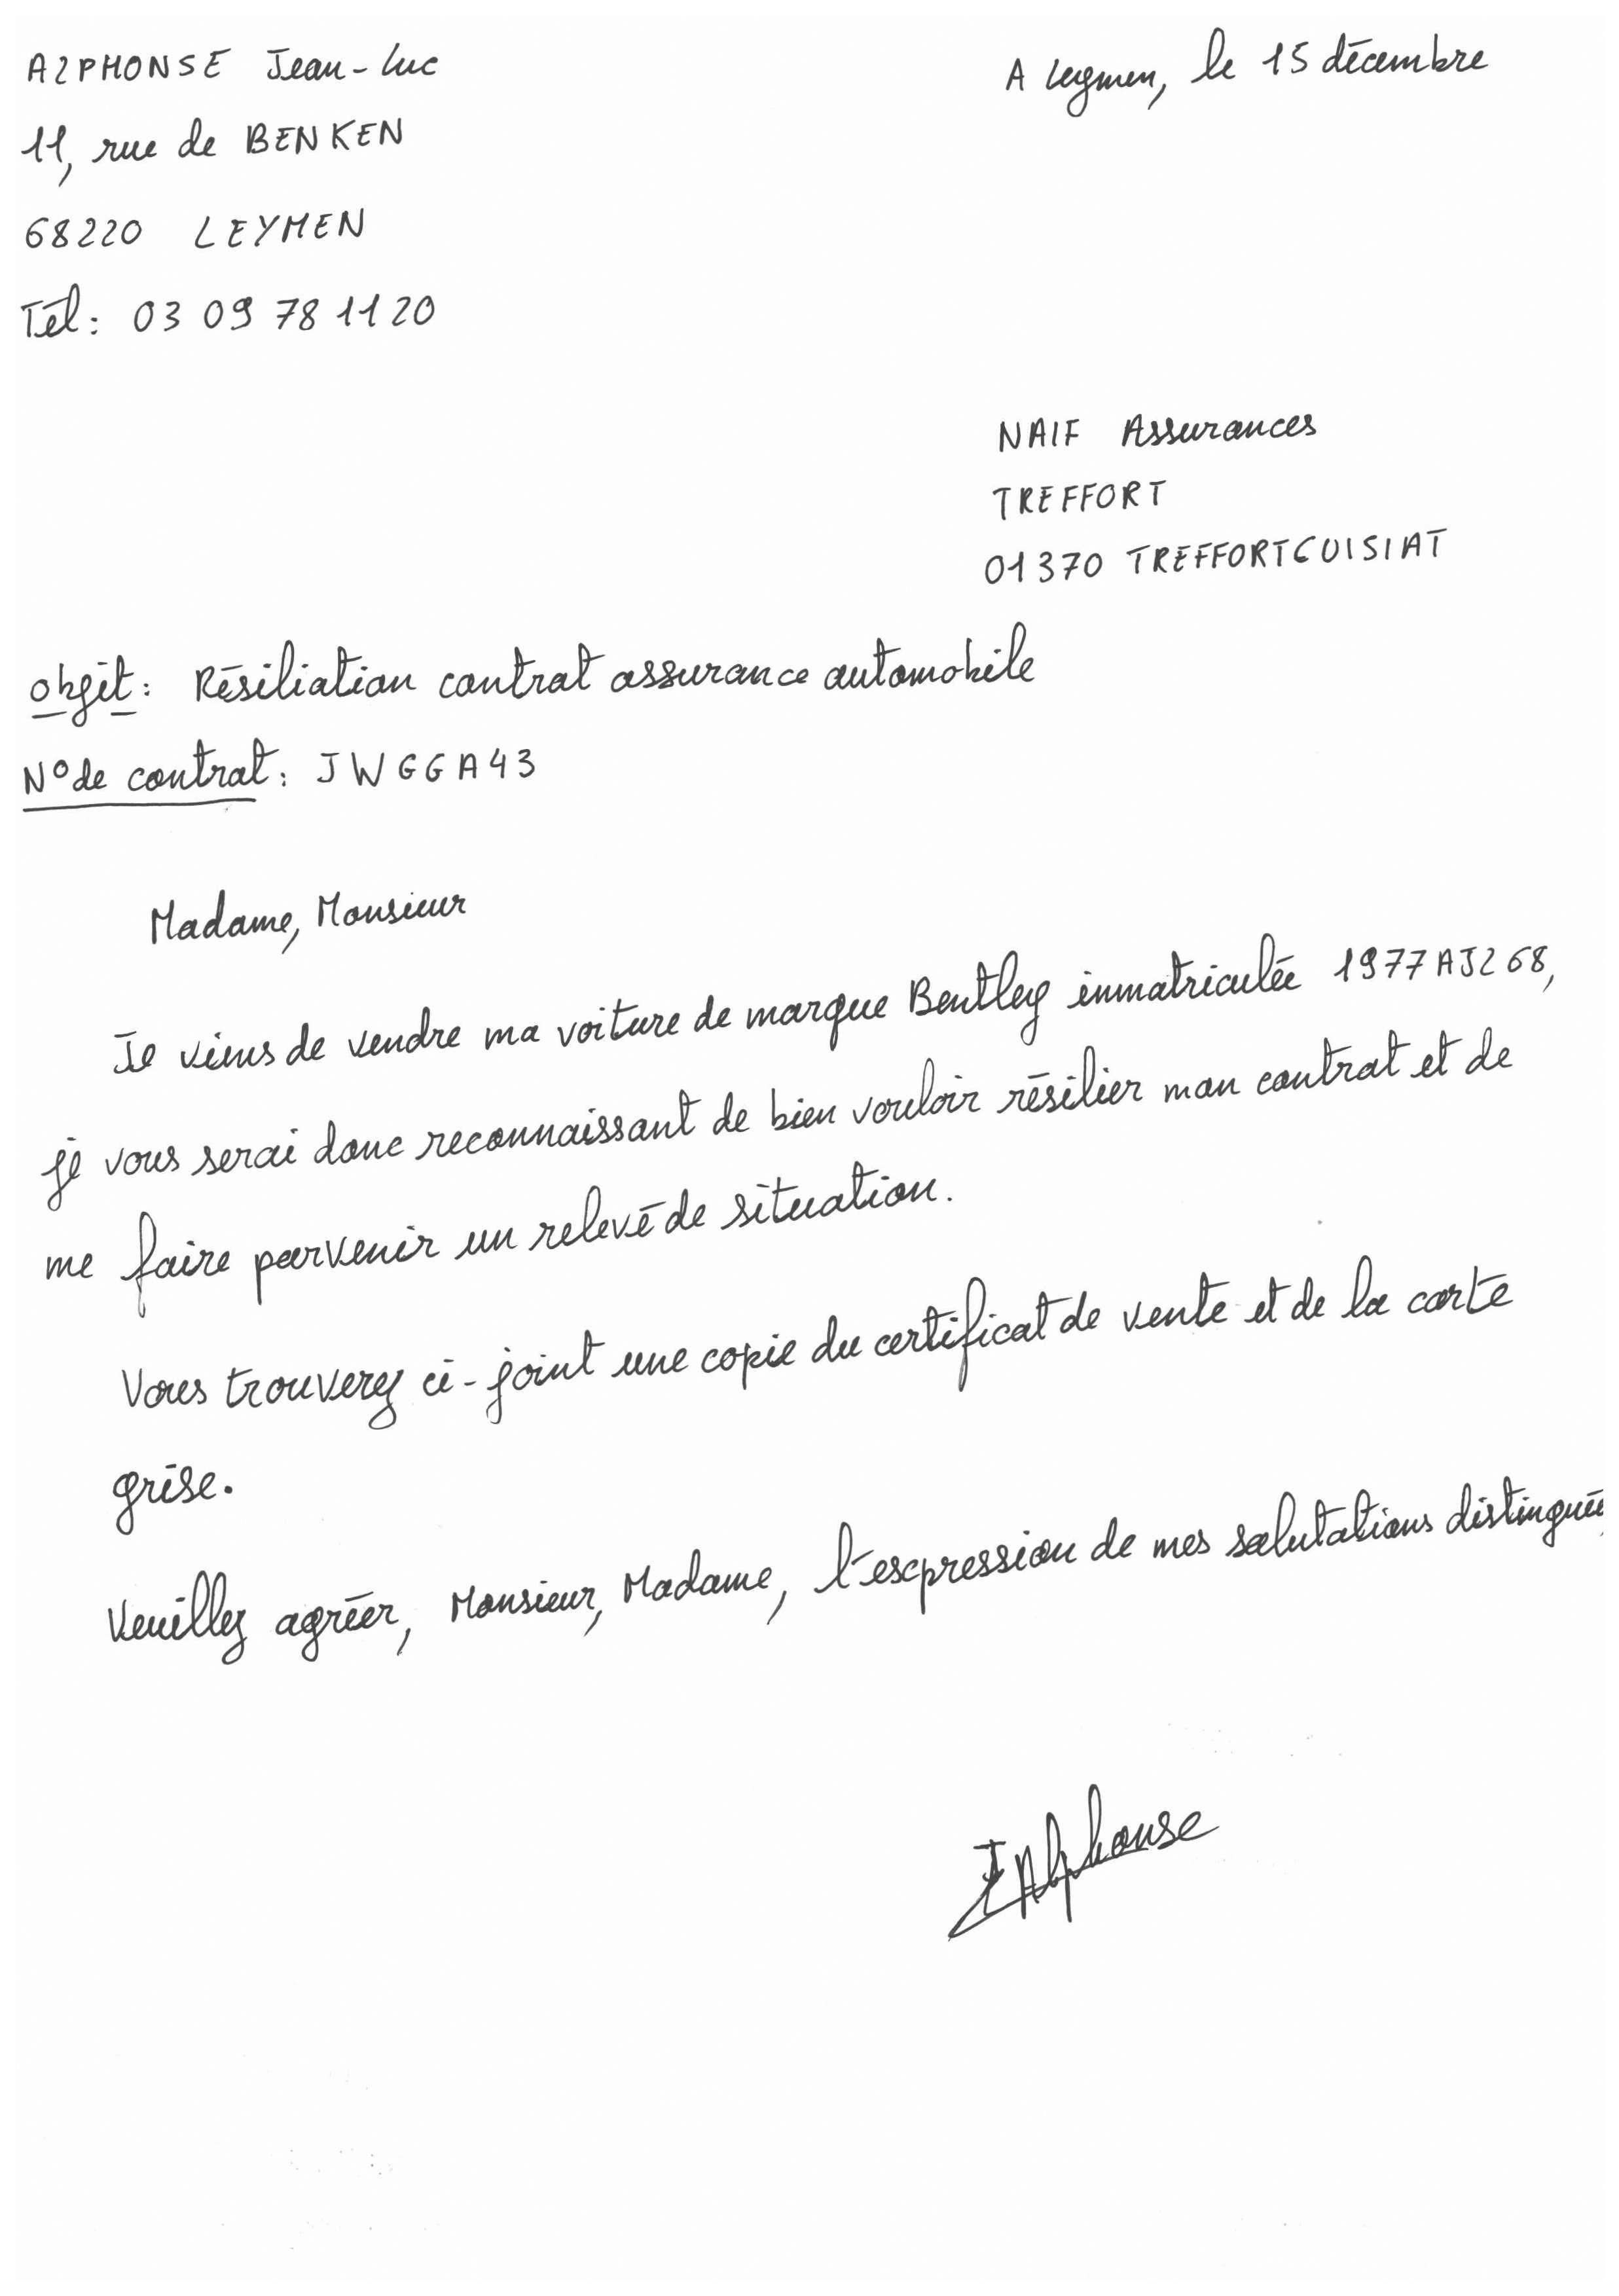 ALPHONSE Jean-Luc
A Leymen, le 15 décembre
11, rue de BENKEN
68220 LEYMEN
Tél: 03 09 78 11 20
NAIF Assurances
TREFFORT
01370 TREFFORTCUISIAT
Objet: Résiliation contrat assurance automobile
N° de contrat: JWGGA43
Madame, Monsieur
Je viens de vendre ma voiture de marque Bentley immatriculée 1977AJL68,
je vous serai donc reconnaissant de bien vouloir résilier mon contrat et de
me faire parvenir un relevé de situation.
Vous trouverez ci-joint une copie du certificat de vente et de la carte
grise.
Veuillez agréer, Monsieur, Madame, l'expression de mes salutations distinguée
JAlphonse